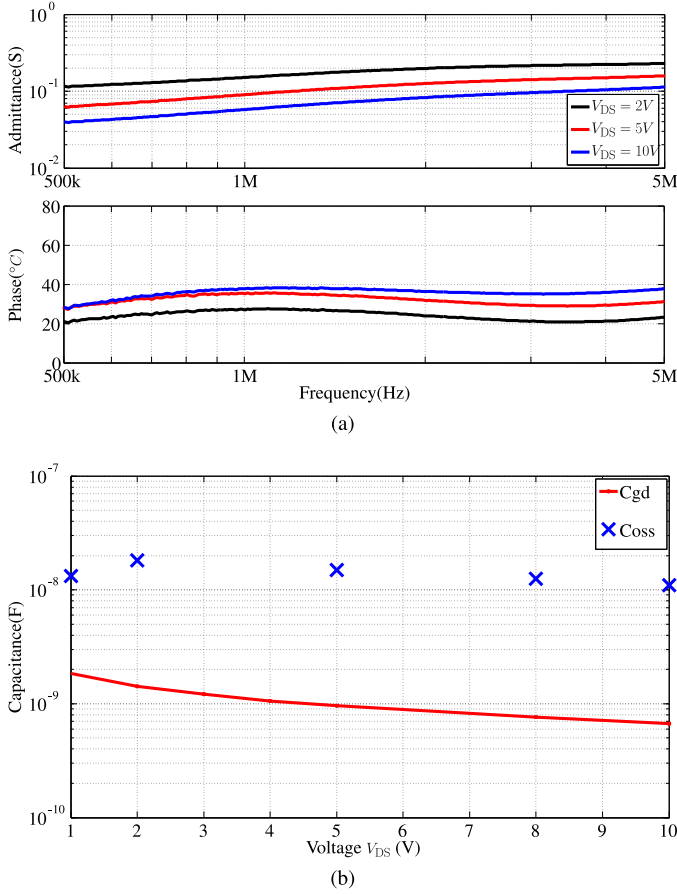 10^0
10^-1
10^-2
Admittance(S)
V_DS = 2V
V_DS = 5V
V_DS = 10V
500k 1M 5M
80
60
40
20
0
Phase(°C)
500k 1M 5M
Frequency(Hz)
(a)
10^-7
10^-8
10^-9
10^-10
Capacitance(F)
Cgd
Coss
1 2 3 4 5 6 7 8 9 10
Voltage V_DS (V)
(b)